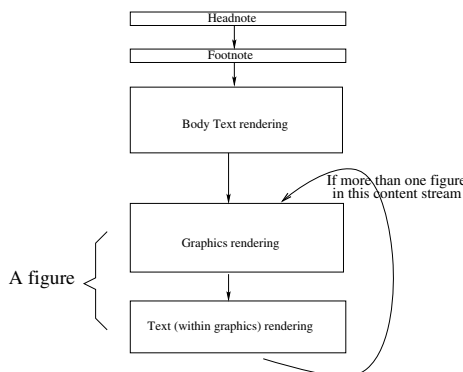 Headnote
Footnote
Body Text rendering
If more than one figure
in this content stream
Graphics rendering
A figure
Text (within graphics) rendering